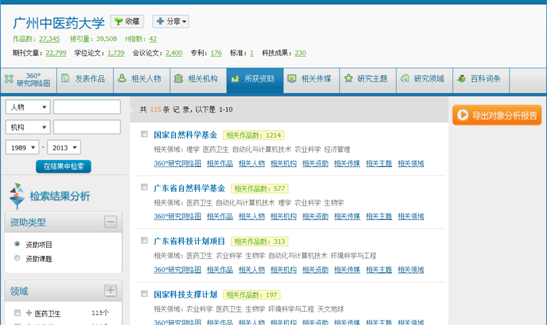 广州中医药大学 收藏 分享
作品数：27,345 被引量：39,508 H指数：42
期刊文章：22,799 学位论文：1,739 会议论文：2,400 专利：176 标准：1 科技成果：230
360°
研究网络图 发表作品 相关人物 相关机构 所获资助 相关传媒 研究主题 研究领域 百科词条
人物
机构
1989 - 2013
在结果中检索
检索结果分析
资助类型
资助项目
资助课题
领域
医药卫生 115个
共 115 条 记 录，以下是 1-10
国家自然科学基金 相关作品数：1214
相关领域：理学 医药卫生 自动化与计算机技术 农业科学 经济管理
360°研究网络图 相关作品 相关人物 相关机构 相关资助 相关传媒 相关主题 相关领域
广东省自然科学基金 相关作品数：577
相关领域：医药卫生 自动化与计算机技术 理学 农业科学 生物学
360°研究网络图 相关作品 相关人物 相关机构 相关资助 相关传媒 相关主题 相关领域
广东省科技计划项目 相关作品数：313
相关领域：医药卫生 农业科学 生物学 自动化与计算机技术 环境科学与工程
360°研究网络图 相关作品 相关人物 相关机构 相关资助 相关传媒 相关主题 相关领域
国家科技支撑计划 相关作品数：197
相关领域：农业科学 医药卫生 生物学 环境科学与工程 天文地球
360°研究网络图 相关作品 相关人物 相关机构 相关资助 相关传媒 相关主题 相关领域
导出对象分析报告